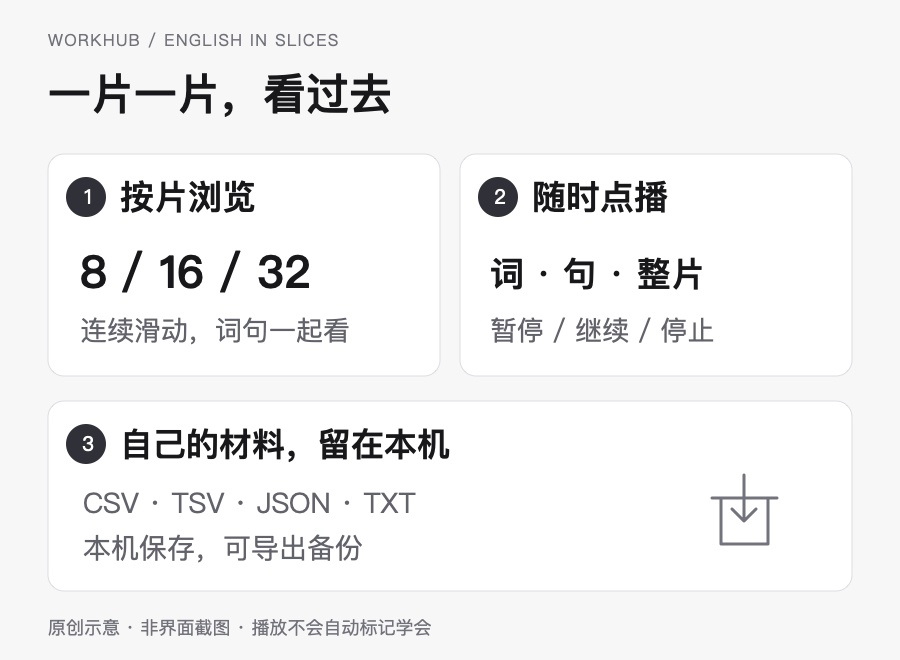 WORKHUB / ENGLISH IN SLICES
一片一片，看过去
1 按片浏览
8 / 16 / 32
连续滑动，词句一起看
2 随时点播
词 · 句 · 整片
暂停 / 继续 / 停止
3 自己的材料，留在本机
CSV · TSV · JSON · TXT
本机保存，可导出备份
原创示意 · 非界面截图 · 播放不会自动标记学会